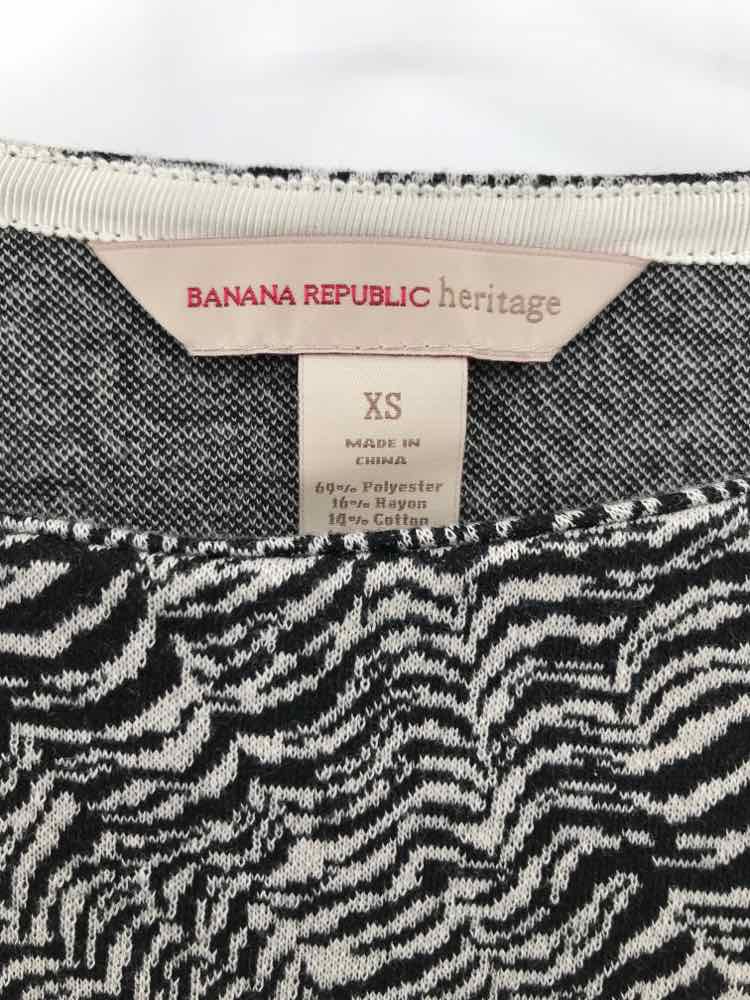 BANANA REPUBLIC heritage
XS
MADE IN
CHINA
69% Polyester
16% Rayon
14% Cotton